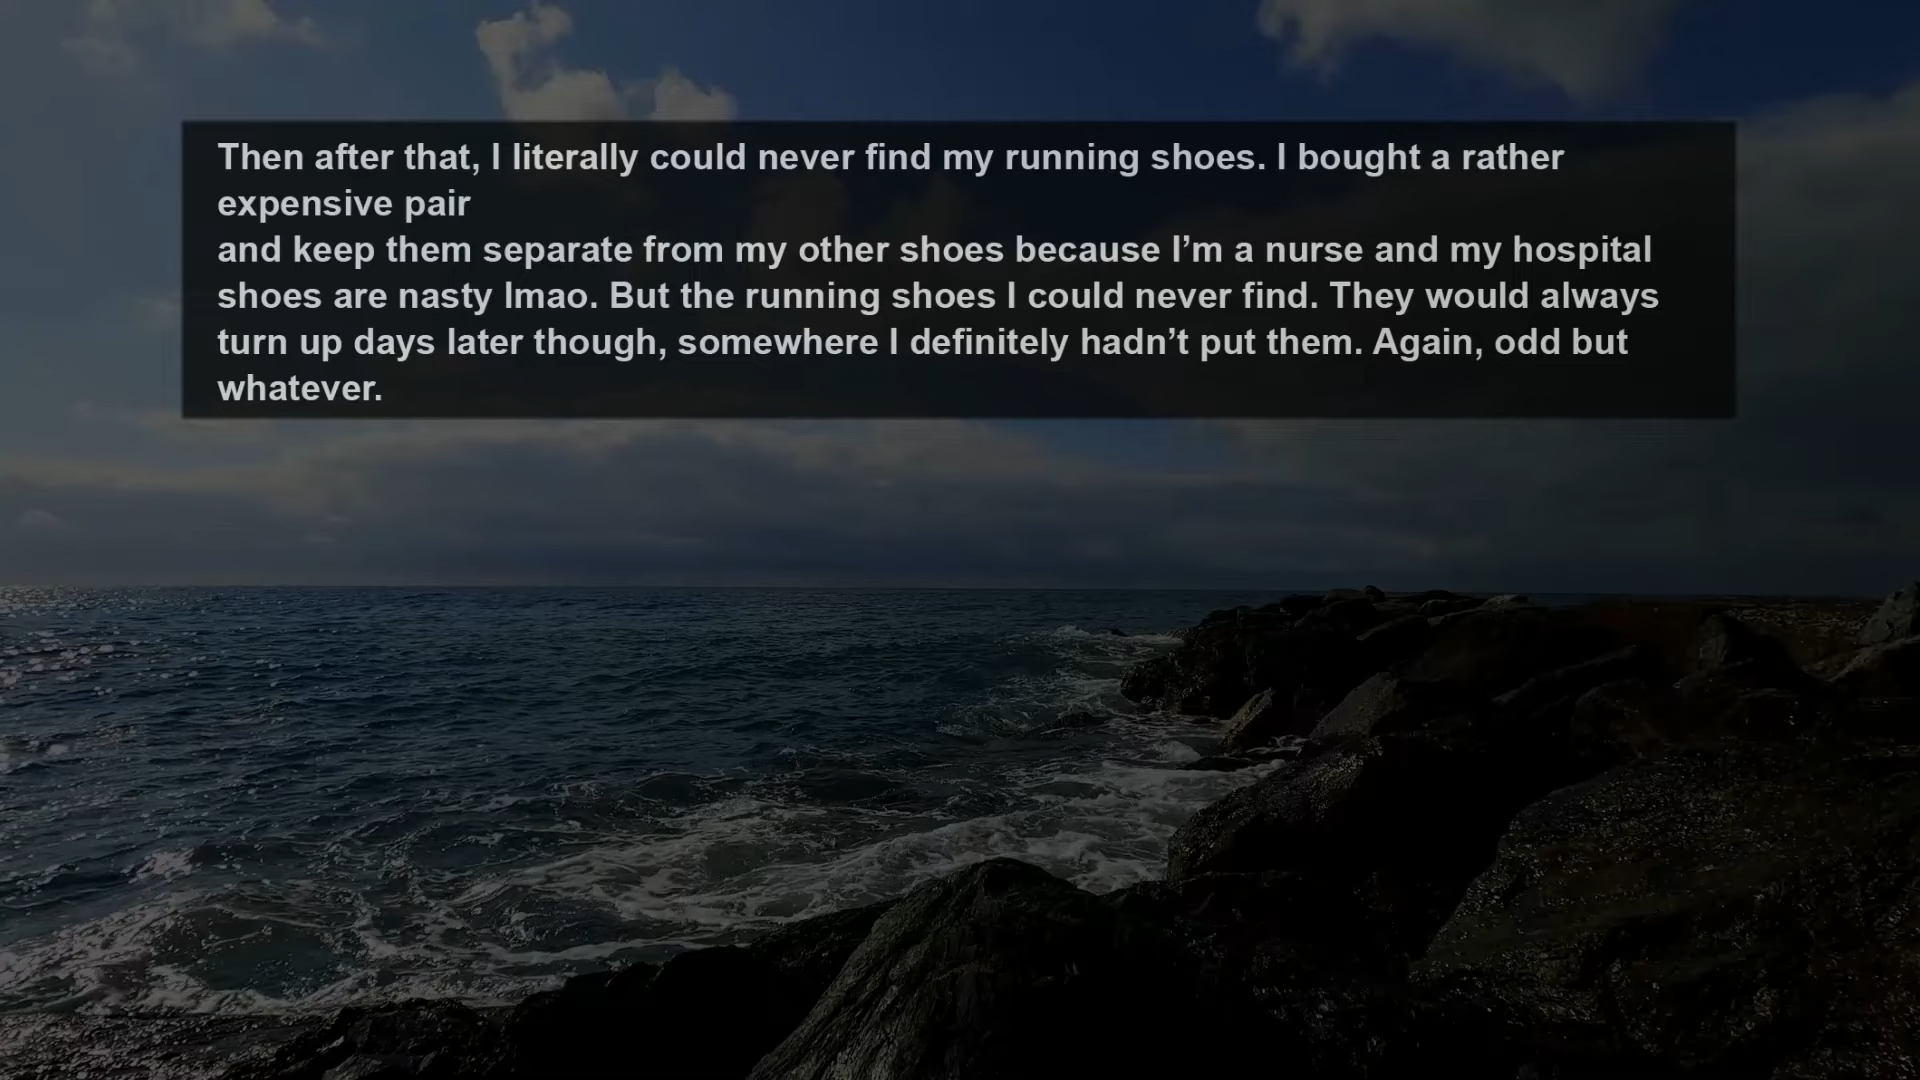 Then after that, I literally could never find my running shoes. I bought a rather
expensive pair
and keep them separate from my other shoes because I’m a nurse and my hospital
shoes are nasty lmao. But the running shoes I could never find. They would always
turn up days later though, somewhere I definitely hadn’t put them. Again, odd but
whatever.